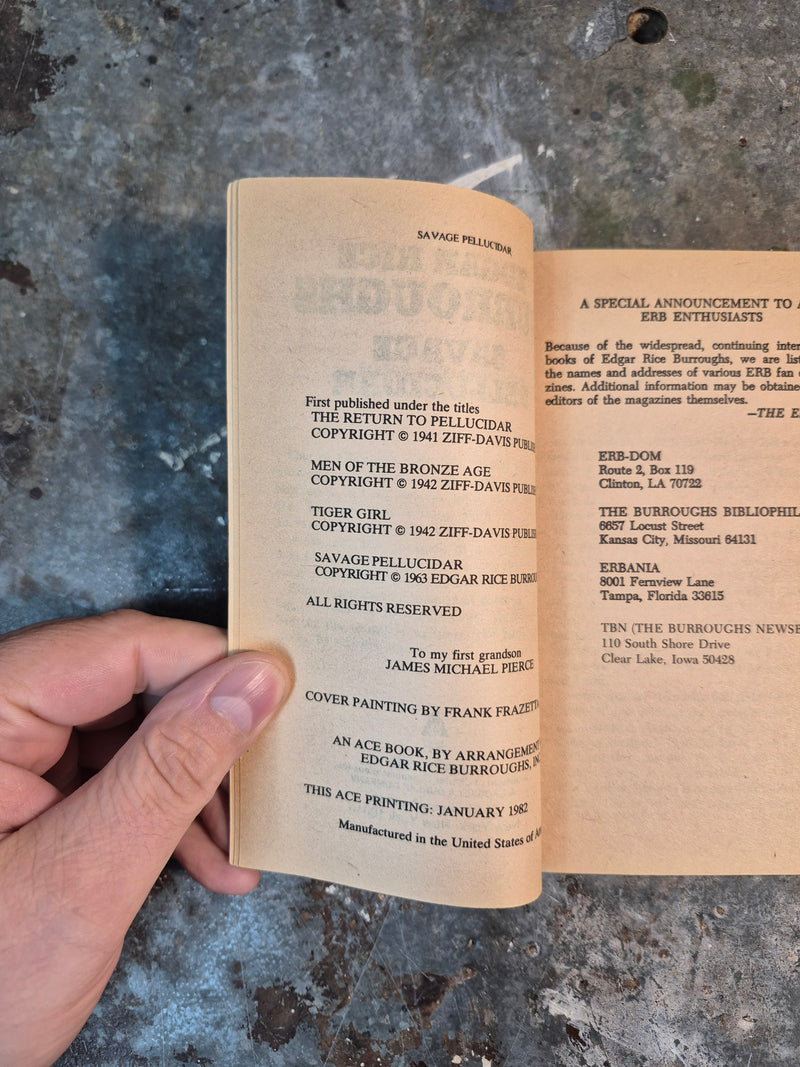 SAVAGE PELLUCIDAR
First published under the titles
THE RETURN TO PELLUCIDAR
COPYRIGHT © 1941 ZIFF-DAVIS
MEN OF THE BRONZE AGE
COPYRIGHT © 1942 ZIFF-DAVIS
TIGER GIRL
COPYRIGHT © 1942 ZIFF-DAVIS
SAVAGE PELLUCIDAR
COPYRIGHT © 1963 EDGAR RICE
ALL RIGHTS RESERVED
To my first grandson
JAMES MICHAEL PIERCE
COVER PAINTING BY FRANK
AN ACE BOOK, BY ARRANGEMENT
EDGAR RICE BURROUGHS,
THIS ACE PRINTING: JANUARY 1982
Manufactured in the United States of
A SPECIAL ANNOUNCEMENT TO
ERB ENTHUSIASTS
Because of the widespread, continuing
books of Edgar Rice Burroughs, we are
the names and addresses of various ERB fan
zines. Additional information may be
editors of the magazines themselves.
—THE
ERB-DOM
Route 2, Box 119
Clinton, LA 70722
THE BURROUGHS
6657 Locust Street
Kansas City, Missouri 64131
ERBANIA
8001 Fernview Lane
Tampa, Florida 33615
TBN (THE BURROUGHS
110 South Shore Drive
Clear Lake, Iowa 50428